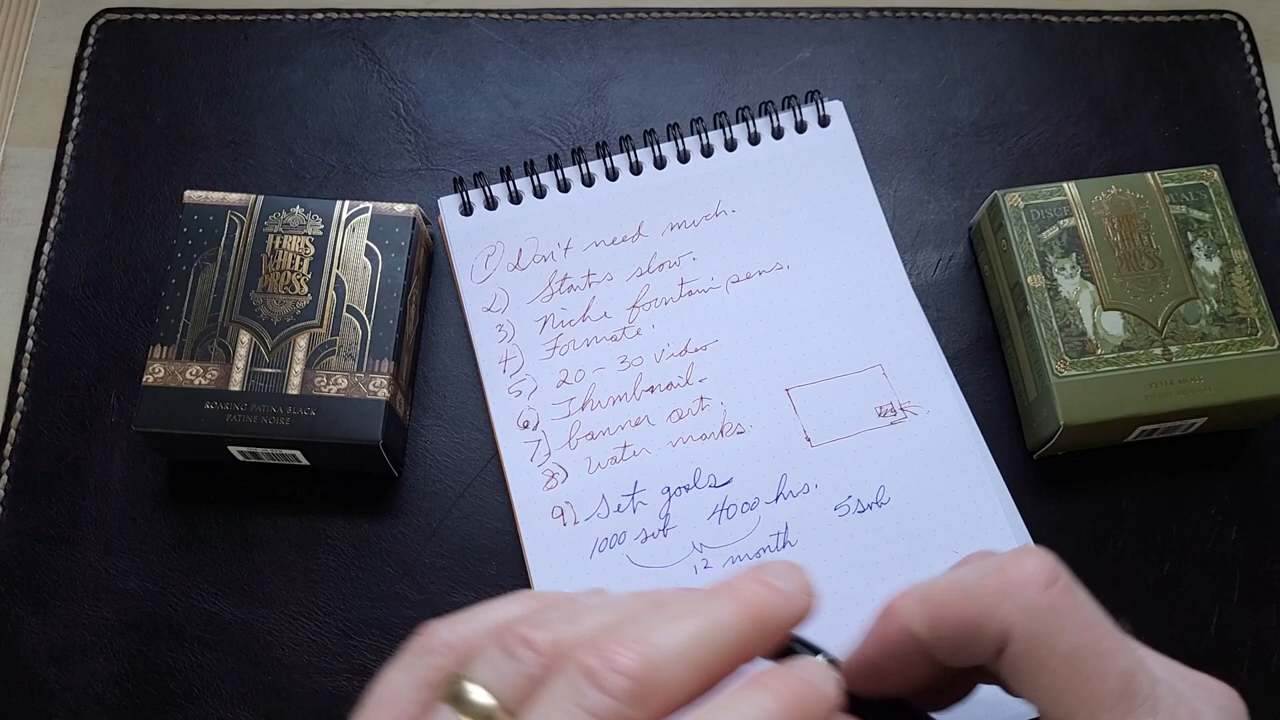 FERRIS
WHEEL
PRESS
ROARING PATINA BLACK
PATINE NOIRE
1) Don't need much.
2) Starts slow.
3) Niche fountain pens.
4) Formate.
5) 20-30 Video
6) Thumbnail-
7) banner art.
8) Water marks.
9) Set goals
1000 sub 4000 hrs. 5 sub
12 month
FERRIS
WHEEL
PRESS